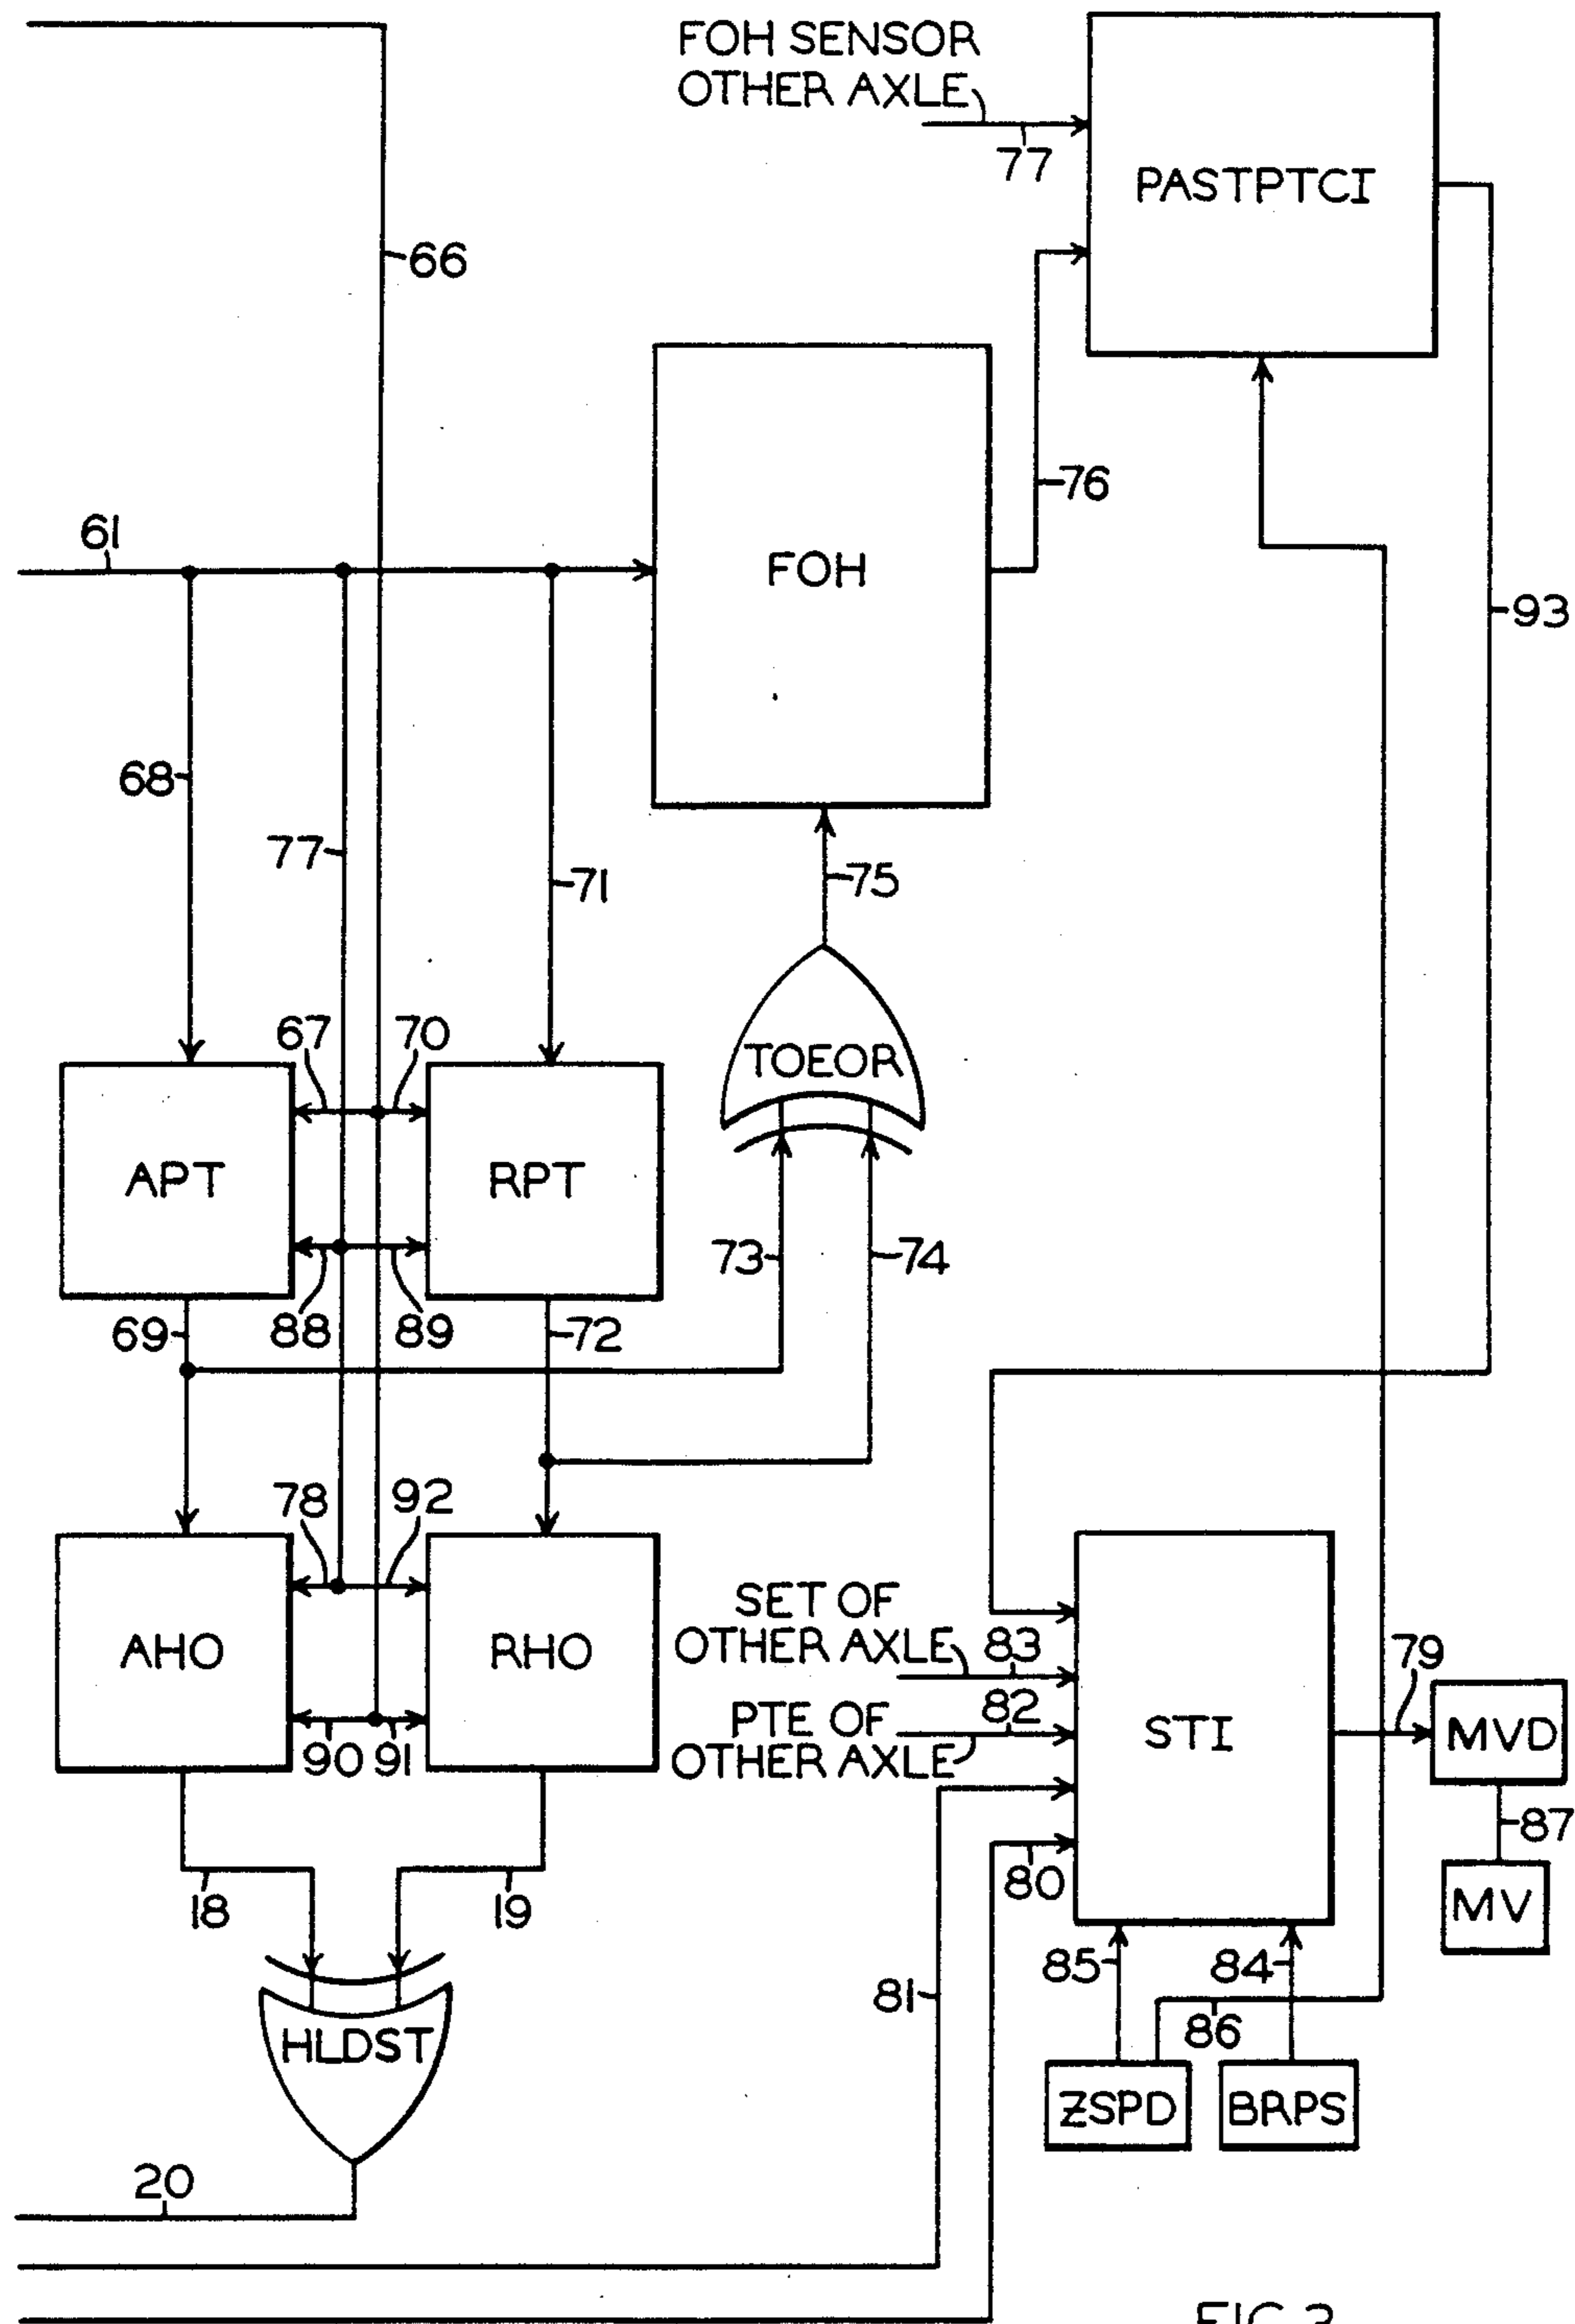 FOH SENSOR
OTHER AXLE
77
PASTPTCI
66
76
61
FOH
93
68
77
71
75
67
70
TOEOR
APT
RPT
73
74
69
88
89
72
78
92
SET OF
OTHER AXLE
83
79
AHO
RHO
PTE OF
OTHER AXLE
82
STI
MVD
90
91
87
80
18
19
MV
85
84
81
86
HLDST
ZSPD
BRPS
20